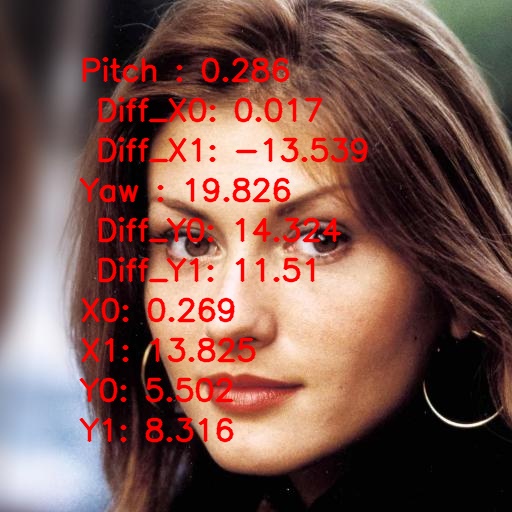 Pitch : 0.286
Diff_X0: 0.017
Diff_X1: -13.539
Yaw : 19.826
Diff_Y0: 14.324
Diff_Y1: 11.51
X0: 0.269
X1: 13.825
Y0: 5.502
Y1: 8.316